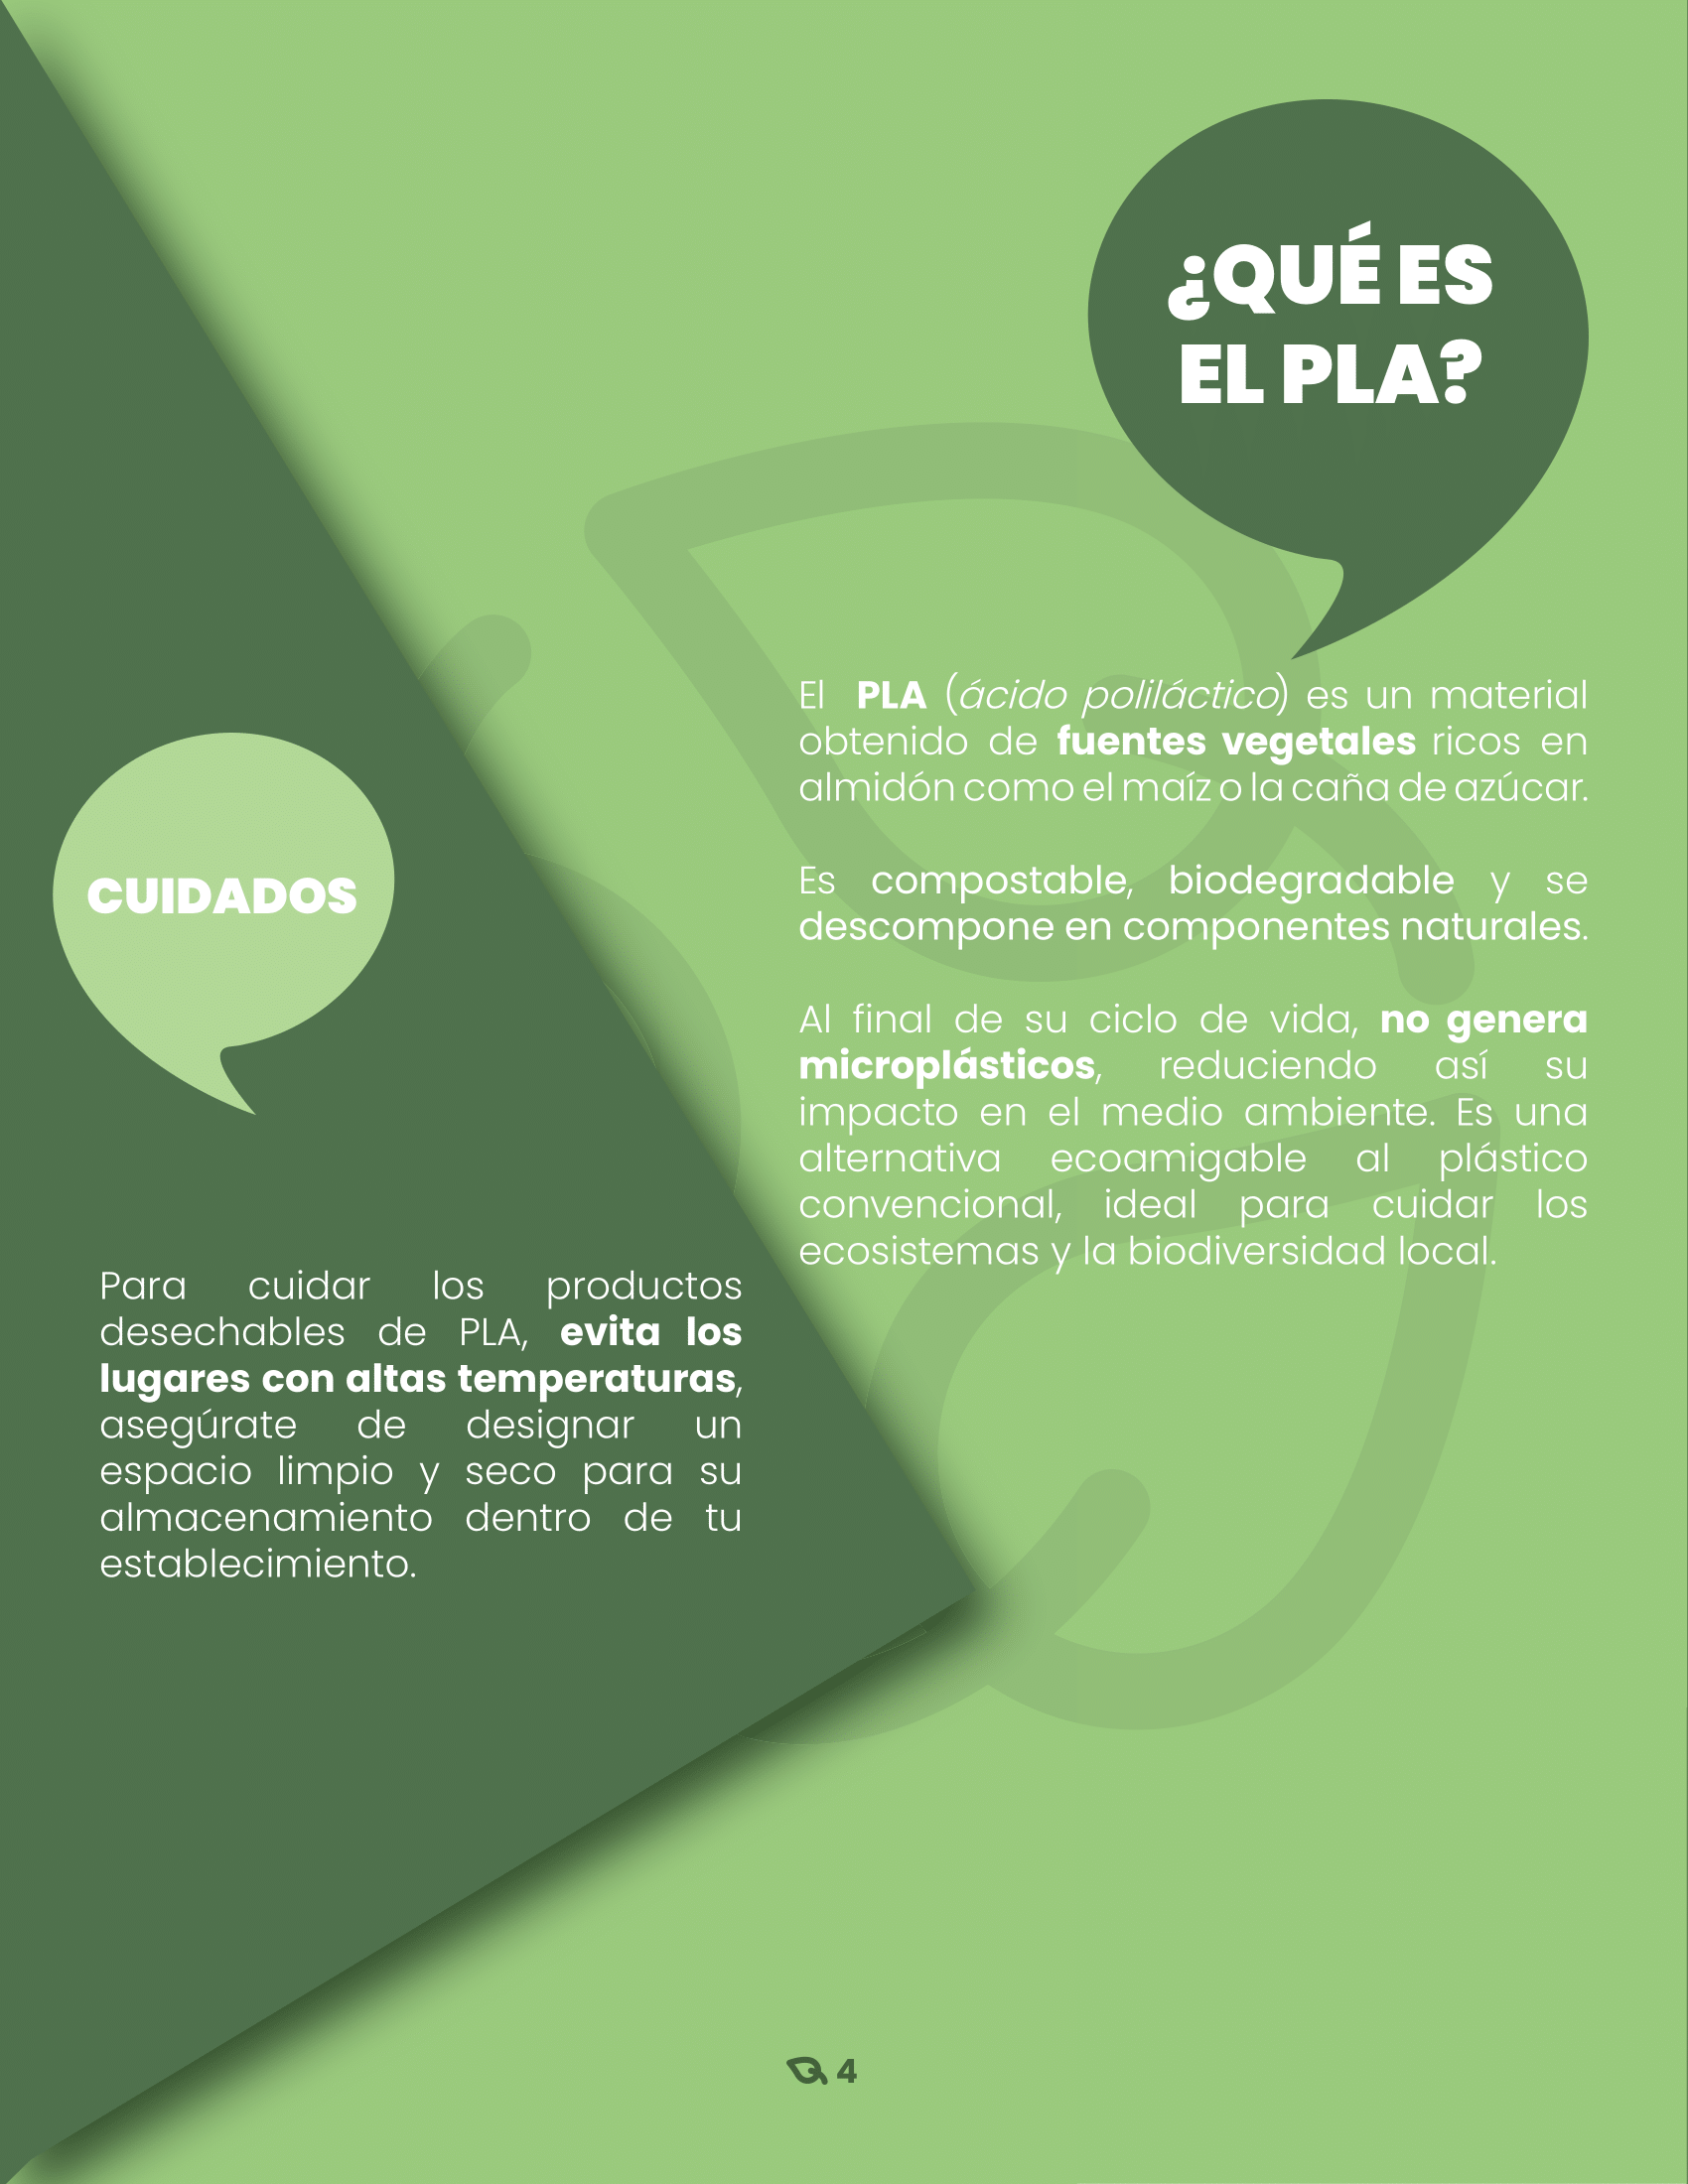 ¿QUÉ ES
EL PLA?
El PLA (ácido poliláctico) es un material
obtenido de fuentes vegetales ricos en
almidón como el maíz o la caña de azúcar.
Es compostable, biodegradable y se
descompone en componentes naturales.
Al final de su ciclo de vida, no genera
microplásticos, reduciendo así su
impacto en el medio ambiente. Es una
alternativa ecoamigable al plástico
convencional, ideal para cuidar los
ecosistemas y la biodiversidad local.
CUIDADOS
Para cuidar los productos
desechables de PLA, evita los
lugares con altas temperaturas,
asegúrate de designar un
espacio limpio y seco para su
almacenamiento dentro de tu
establecimiento.
4